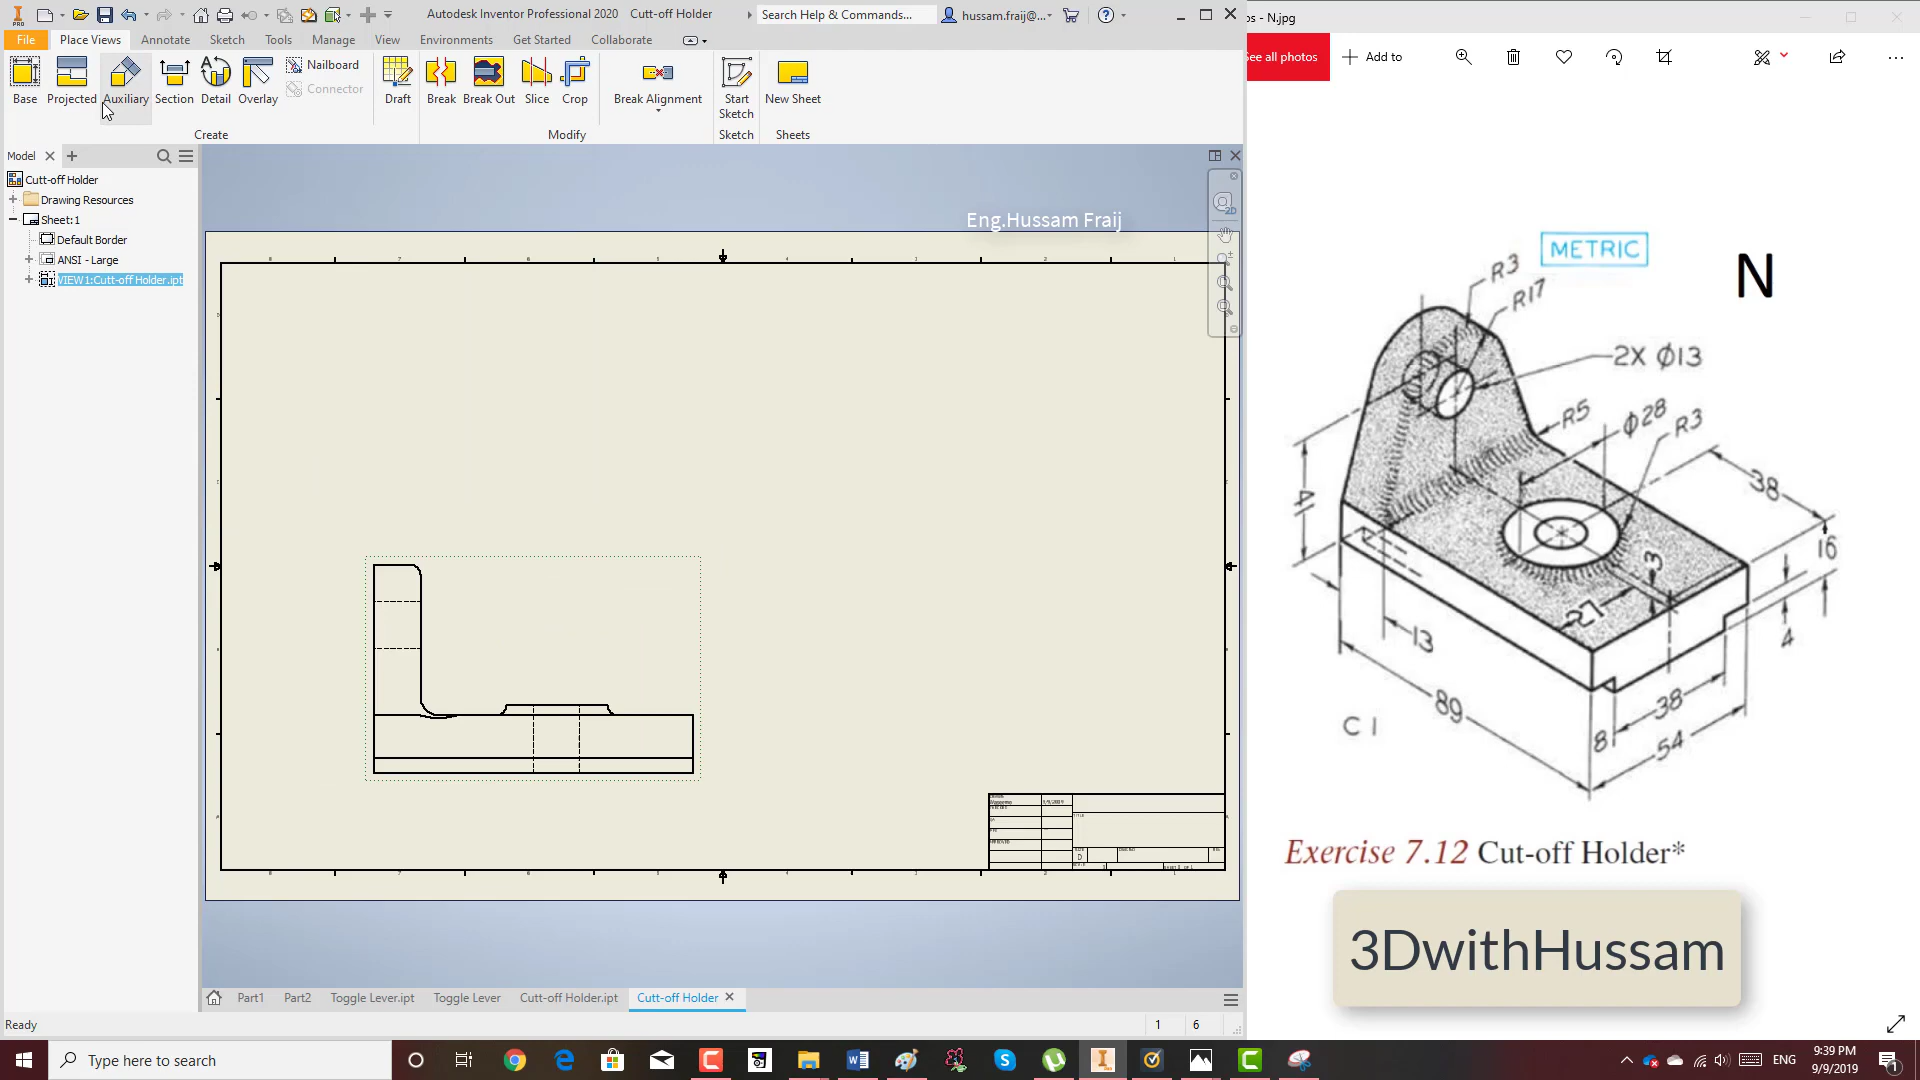 Autodesk Inventor Professional 2020 Cutt-off Holder
Search Help & Commands...
hussam.fraij@...
File Place Views Annotate Sketch Tools Manage View Environments Get Started Collaborate
Base Projected Auxiliary Section Detail Overlay
Nailboard
Connector
Draft Break Break Out Slice Crop Break Alignment
Start Sketch
New Sheet
Create Modify Sketch Sheets
Model
Cutt-off Holder
Drawing Resources
Sheet:1
Default Border
ANSI - Large
VIEW1:Cutt-off Holder.ipt
Eng.Hussam Fraij
Part1 Part2 Toggle Lever.ipt Toggle Lever Cutt-off Holder.ipt Cutt-off Holder
Ready
1 6
os - N.jpg
See all photos
Add to
METRIC
N
R3
R17
2X Ø13
R5
Ø28
R3
38
41
16
3
27
4
13
89
38
8
54
C1
Exercise 7.12 Cut-off Holder*
3DwithHussam
Type here to search
ENG
9:39 PM
9/9/2019